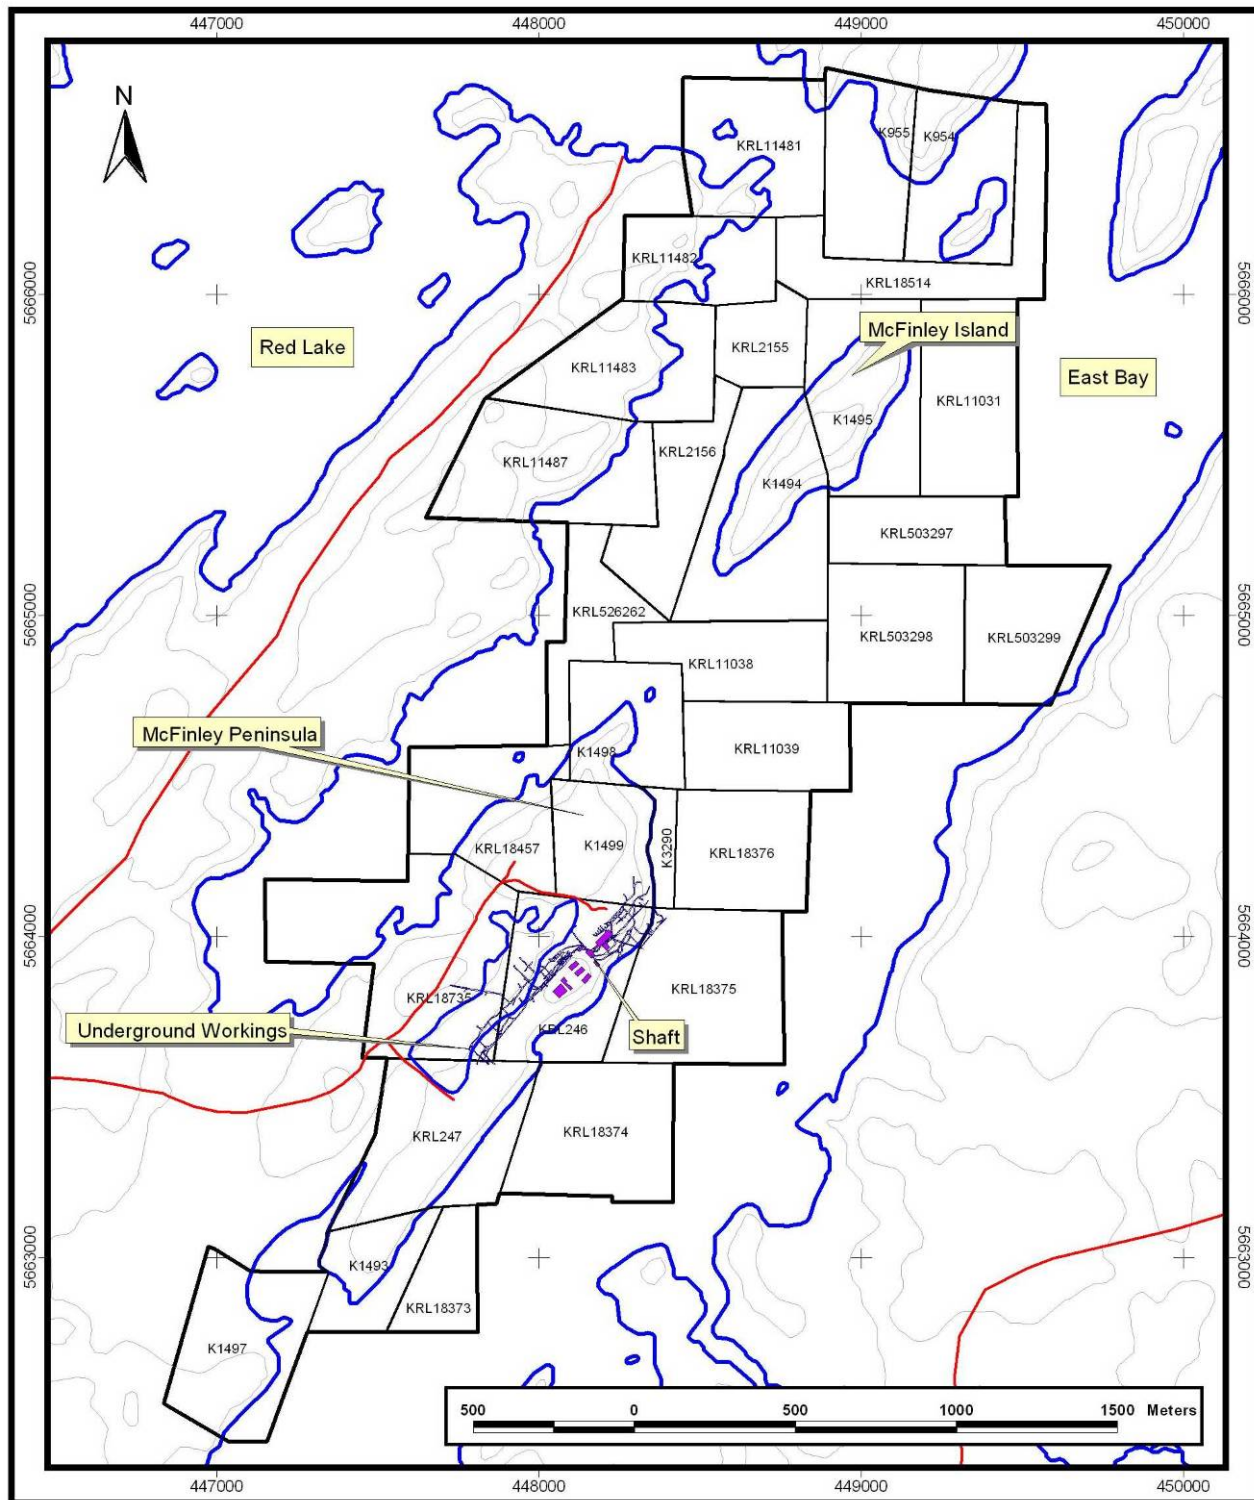 447000 448000 449000 450000
N
K955 K954
KRL11481
KRL11482
KRL18514
5666000 5666000
McFinley Island
Red Lake
KRL2155
KRL11483
East Bay
KRL11031
K1495
KRL2156
KRL11487
K1494
KRL503297
5665000 5665000
KRL526262
KRL503298 KRL503299
KRL11038
McFinley Peninsula
K1498
KRL11039
K1499
K3290
KRL18457
KRL18376
5664000 5664000
KRL18735
KRL18375
Underground Workings
KRL246
Shaft
KRL247
KRL18374
5663000 5663000
K1493
KRL18373
K1497
500 0 500 1000 1500 Meters
447000 448000 449000 450000